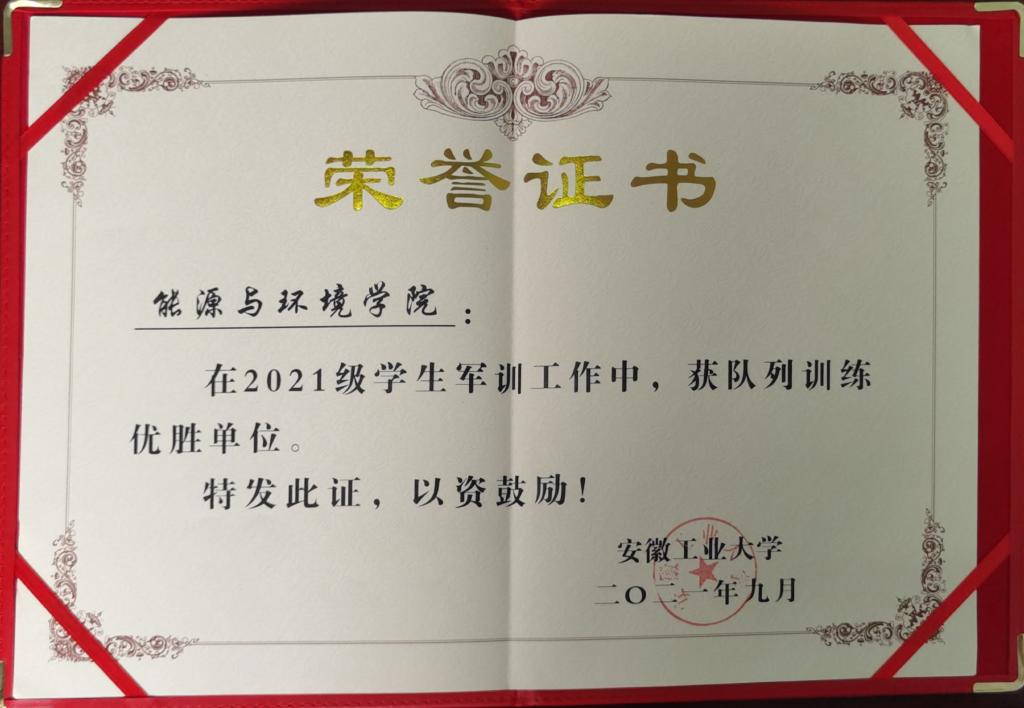 荣誉证书
能源与环境学院：
在2021级学生军训工作中，获队列训练
优胜单位。
特发此证，以资鼓励！
安徽工业大学
二〇二一年九月